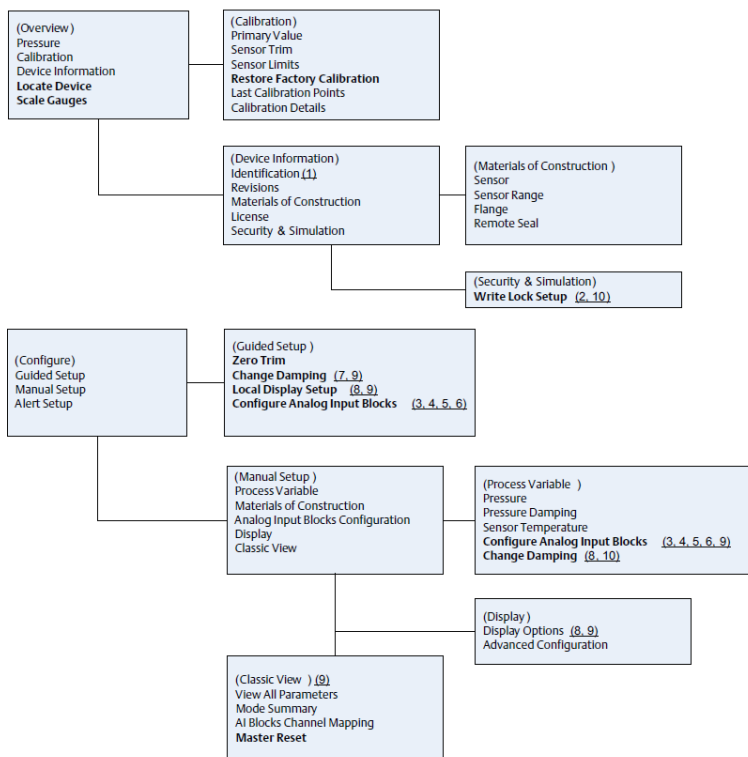 (Overview)
Pressure
Calibration
Device Information
Locate Device
Scale Gauges
(Calibration)
Primary Value
Sensor Trim
Sensor Limits
Restore Factory Calibration
Last Calibration Points
Calibration Details
(Device Information)
Identification (1)
Revisions
Materials of Construction
License
Security & Simulation
(Materials of Construction )
Sensor
Sensor Range
Flange
Remote Seal
(Security & Simulation)
Write Lock Setup (2, 10)
(Configure)
Guided Setup
Manual Setup
Alert Setup
(Guided Setup )
Zero Trim
Change Damping (7, 9)
Local Display Setup (8, 9)
Configure Analog Input Blocks (3, 4, 5, 6)
(Manual Setup )
Process Variable
Materials of Construction
Analog Input Blocks Configuration
Display
Classic View
(Process Variable )
Pressure
Pressure Damping
Sensor Temperature
Configure Analog Input Blocks (3, 4, 5, 6, 9)
Change Damping (8, 10)
(Display)
Display Options (8, 9)
Advanced Configuration
(Classic View ) (9)
View All Parameters
Mode Summary
AI Blocks Channel Mapping
Master Reset